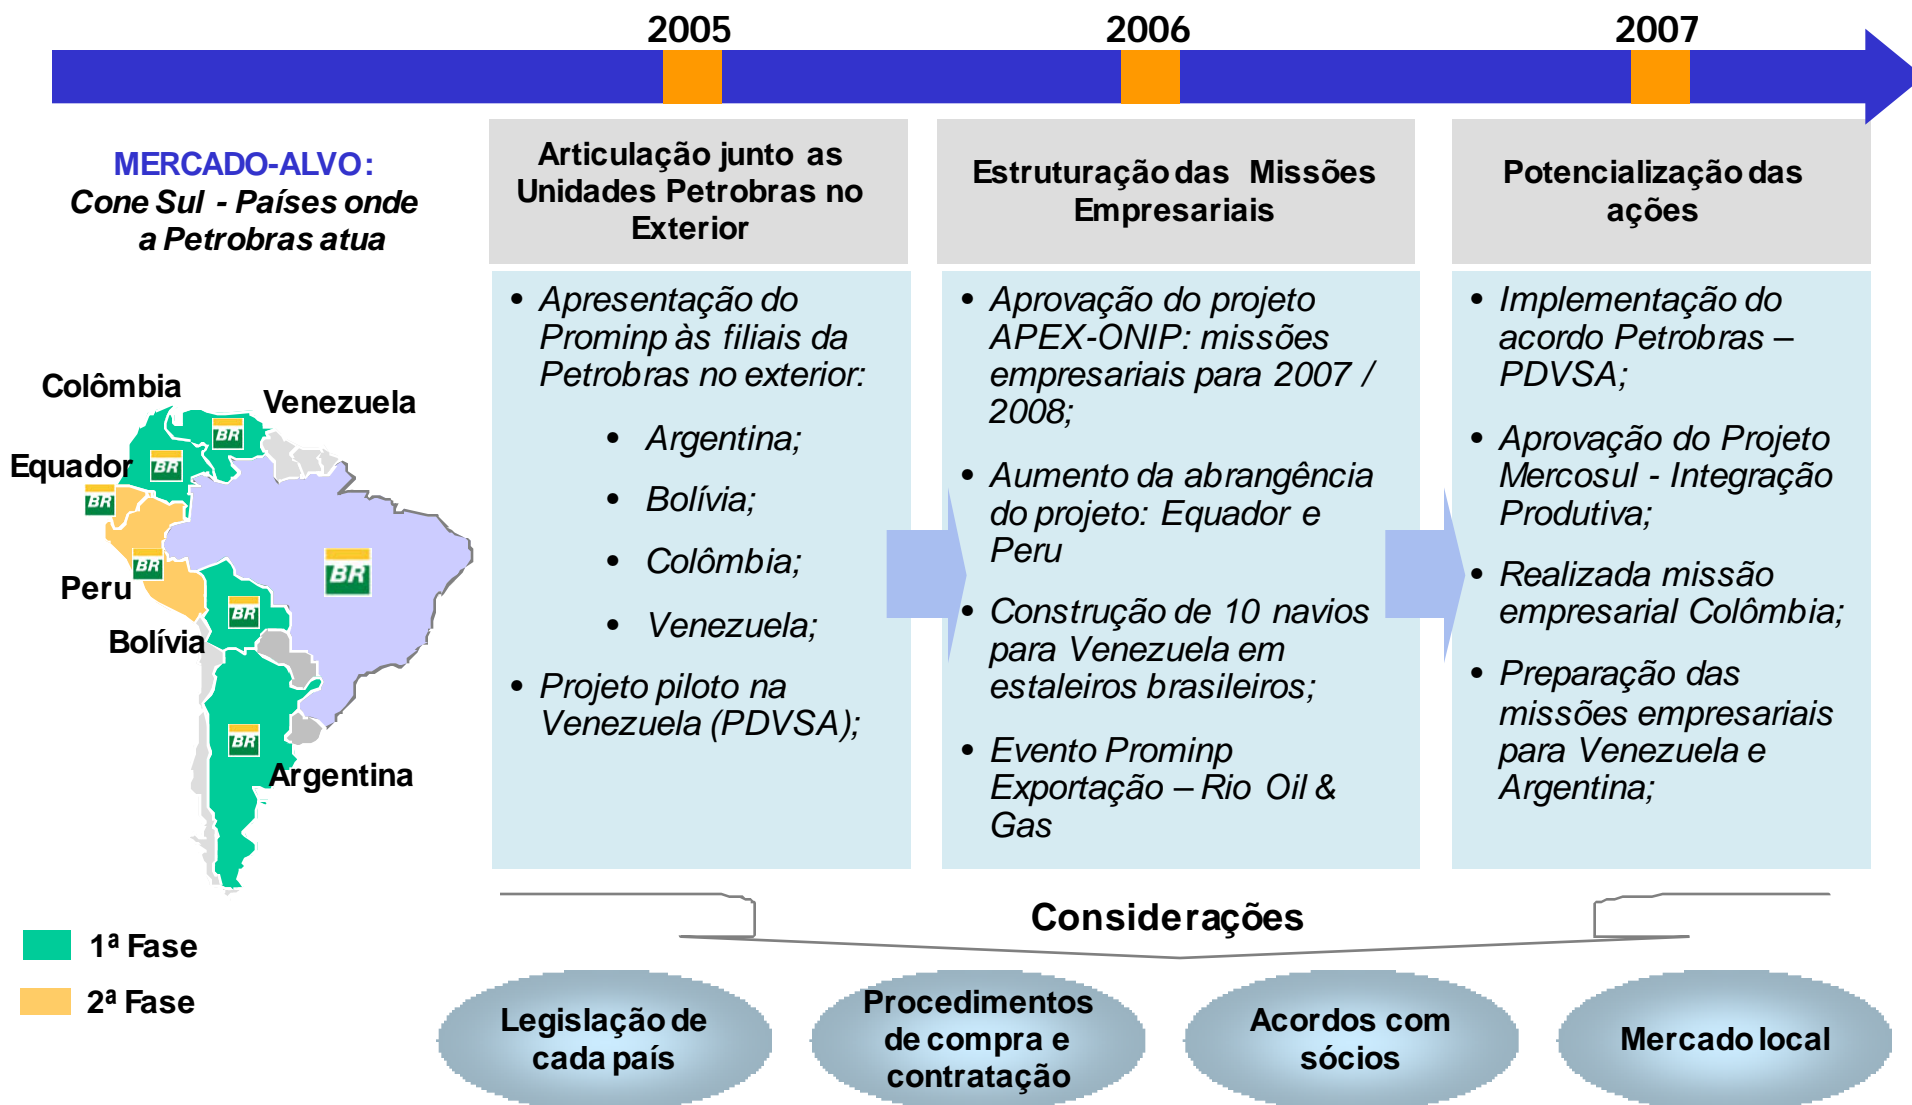 2005
2006
2007
MERCADO-ALVO:
Cone Sul - Países onde
a Petrobras atua
Colômbia
Venezuela
Equador
Peru
Bolívia
Argentina
BR
BR
BR
BR
BR
BR
BR
1ª Fase
2ª Fase
Articulação junto as
Unidades Petrobras no
Exterior
• Apresentação do
Prominp às filiais da
Petrobras no exterior:
• Argentina;
• Bolívia;
• Colômbia;
• Venezuela;
• Projeto piloto na
Venezuela (PDVSA);
Estruturação das Missões
Empresariais
• Aprovação do projeto
APEX-ONIP: missões
empresariais para 2007 /
2008;
• Aumento da abrangência
do projeto: Equador e
Peru
• Construção de 10 navios
para Venezuela em
estaleiros brasileiros;
• Evento Prominp
Exportação – Rio Oil &
Gas
Potencialização das
ações
• Implementação do
acordo Petrobras –
PDVSA;
• Aprovação do Projeto
Mercosul - Integração
Produtiva;
• Realizada missão
empresarial Colômbia;
• Preparação das
missões empresariais
para Venezuela e
Argentina;
Considerações
Legislação de
cada país
Procedimentos
de compra e
contratação
Acordos com
sócios
Mercado local